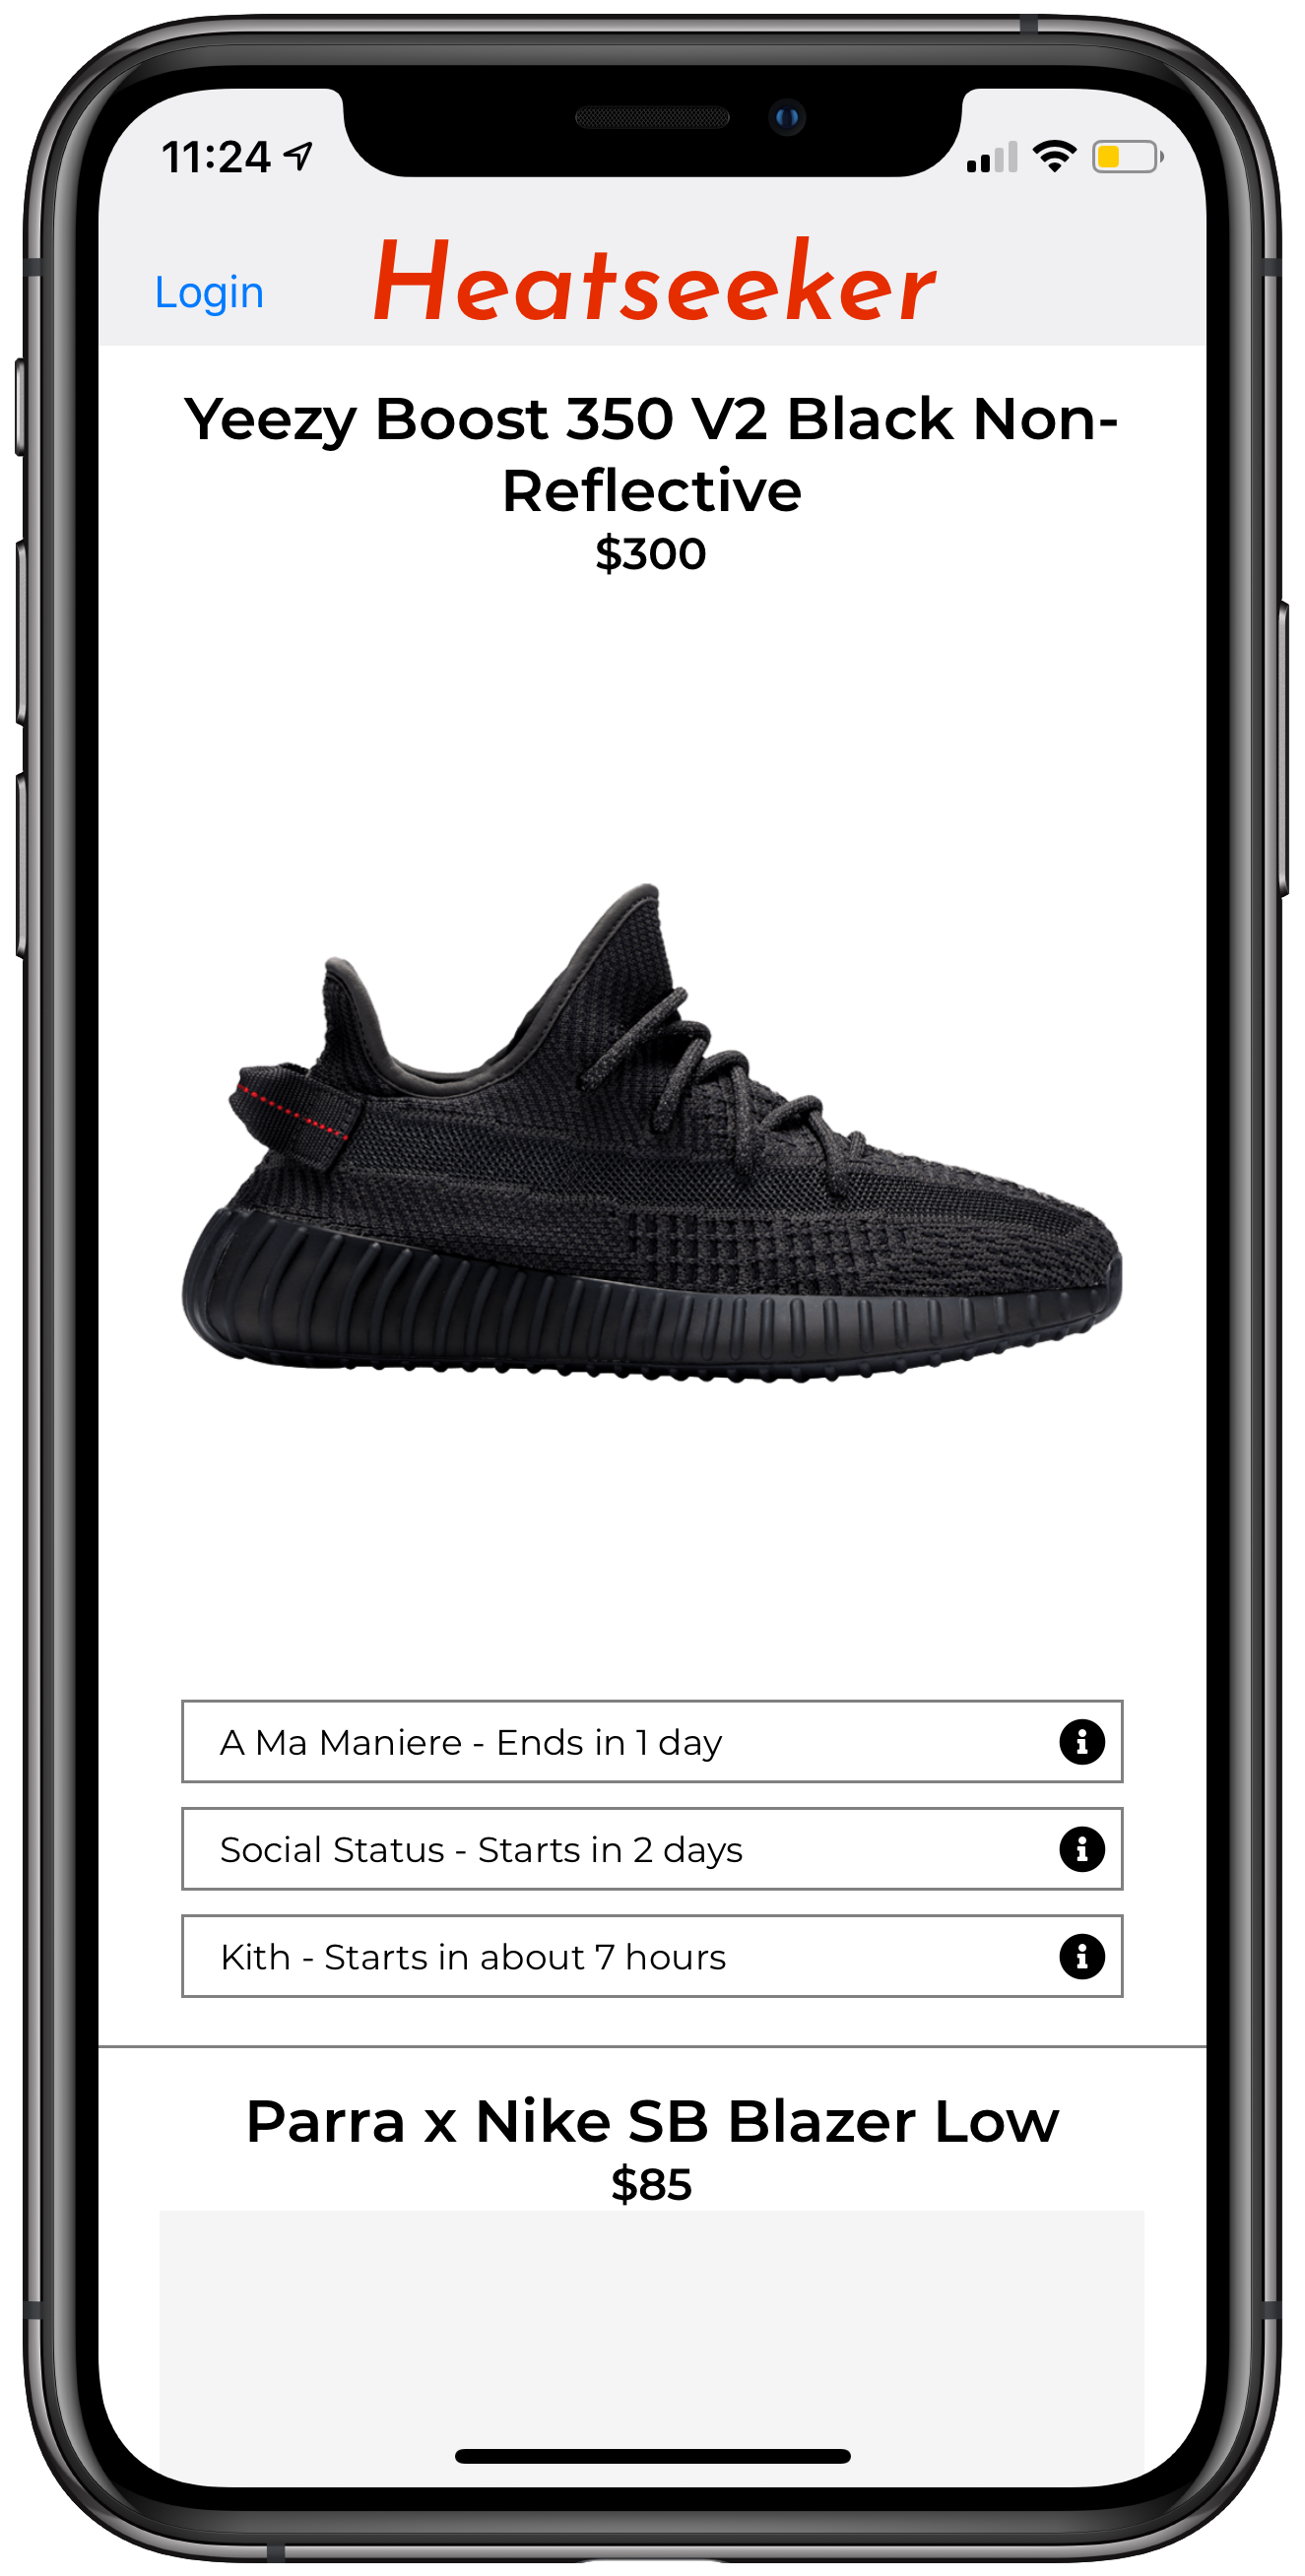 11:24
Login
Heatseeker
Yeezy Boost 350 V2 Black Non-
Reflective
$300
A Ma Maniere - Ends in 1 day
Social Status - Starts in 2 days
Kith - Starts in about 7 hours
Parra x Nike SB Blazer Low
$85